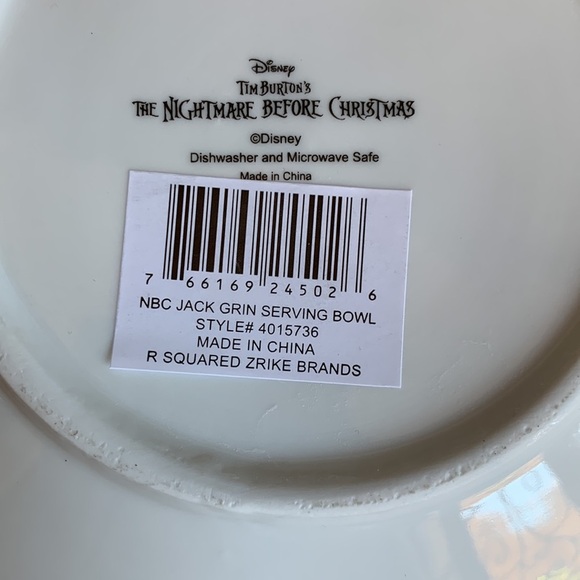 Disney
Tim Burton's
The Nightmare Before Christmas
©Disney
Dishwasher and Microwave Safe
Made in China
7 66169 24502 6
NBC JACK GRIN SERVING BOWL
STYLE# 4015736
MADE IN CHINA
R SQUARED ZRIKE BRANDS